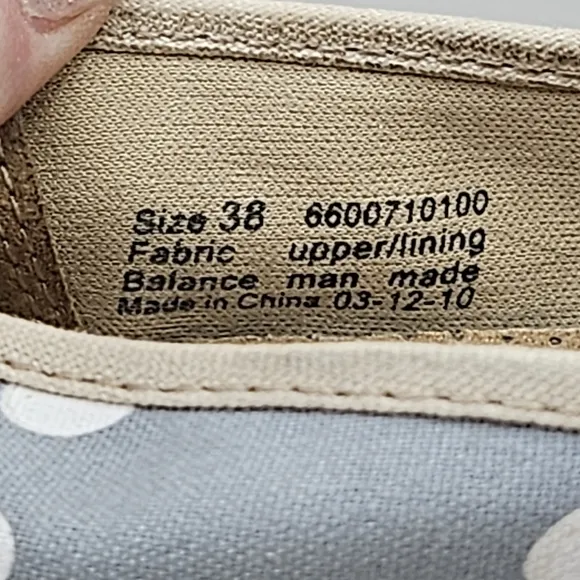 Size 38 6600710100
Fabric upper/lining
Balance man made
Made in China 03-12-10